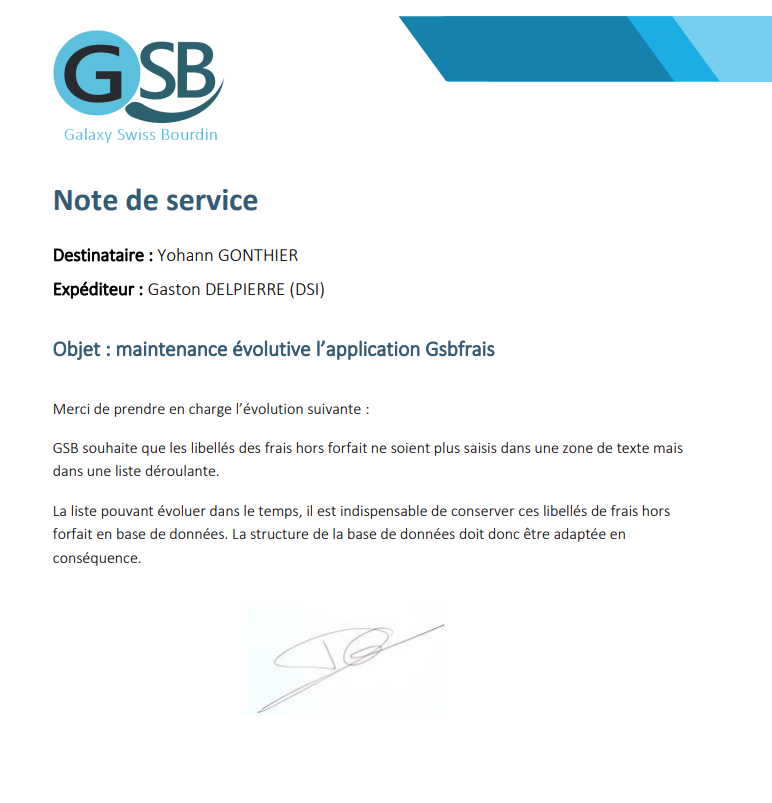 GSB
Galaxy Swiss Bourdin
Note de service
Destinataire : Yohann GONTHIER
Expéditeur : Gaston DELPIERRE (DSI)
Objet : maintenance évolutive l’application Gsbfrais
Merci de prendre en charge l’évolution suivante :
GSB souhaite que les libellés des frais hors forfait ne soient plus saisis dans une zone de texte mais
dans une liste déroulante.
La liste pouvant évoluer dans le temps, il est indispensable de conserver ces libellés de frais hors
forfait en base de données. La structure de la base de données doit donc être adaptée en
conséquence.